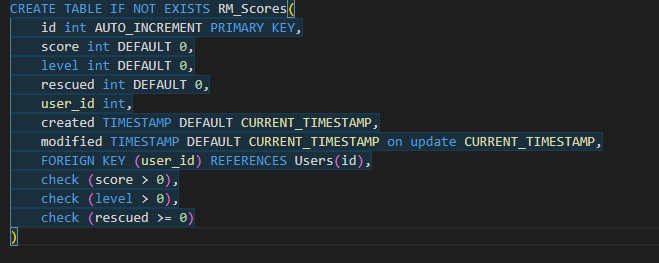 CREATE TABLE IF NOT EXISTS RM_Scores(
    id int AUTO_INCREMENT PRIMARY KEY,
    score int DEFAULT 0,
    level int DEFAULT 0,
    rescued int DEFAULT 0,
    user_id int,
    created TIMESTAMP DEFAULT CURRENT_TIMESTAMP,
    modified TIMESTAMP DEFAULT CURRENT_TIMESTAMP on update CURRENT_TIMESTAMP,
    FOREIGN KEY (user_id) REFERENCES Users(id),
    check (score > 0),
    check (level > 0),
    check (rescued >= 0)
)